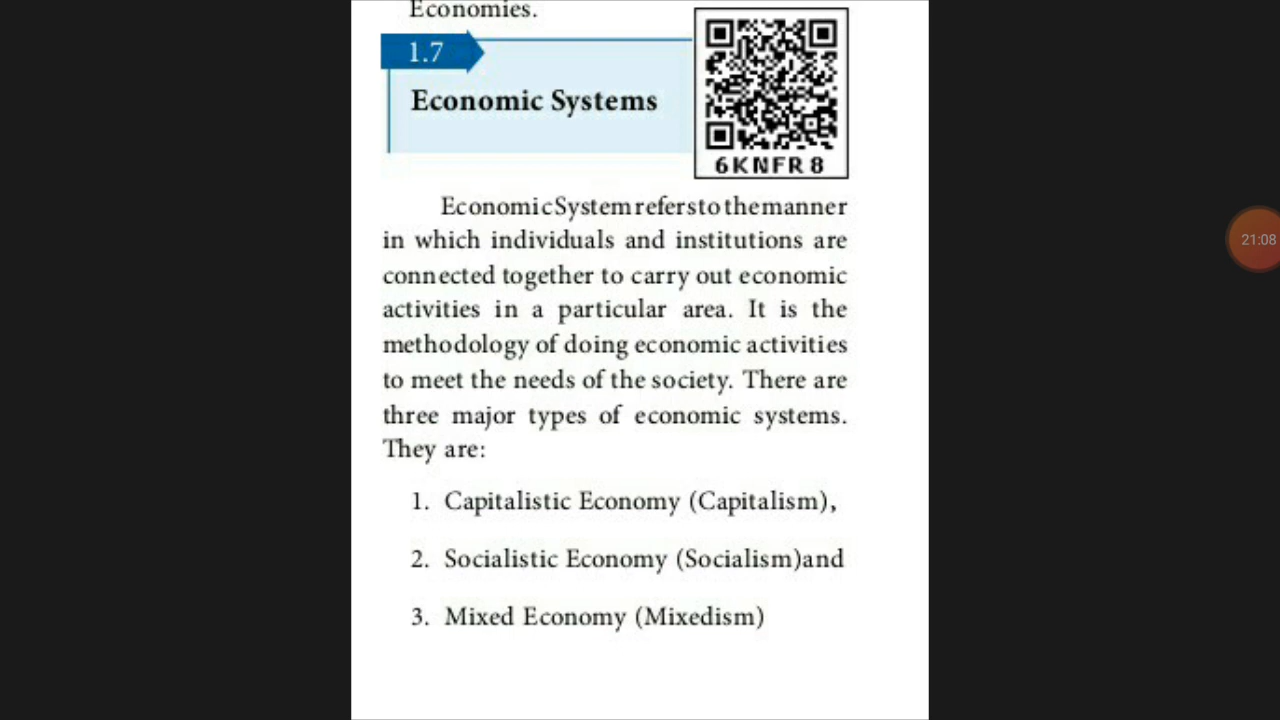 Economies.
1.7
Economic Systems
6KNFR8
Economic System refers to the manner
in which individuals and institutions are
connected together to carry out economic
activities in a particular area. It is the
methodology of doing economic activities
to meet the needs of the society. There are
three major types of economic systems.
They are:
1. Capitalistic Economy (Capitalism),
2. Socialistic Economy (Socialism)and
3. Mixed Economy (Mixedism)
21:08